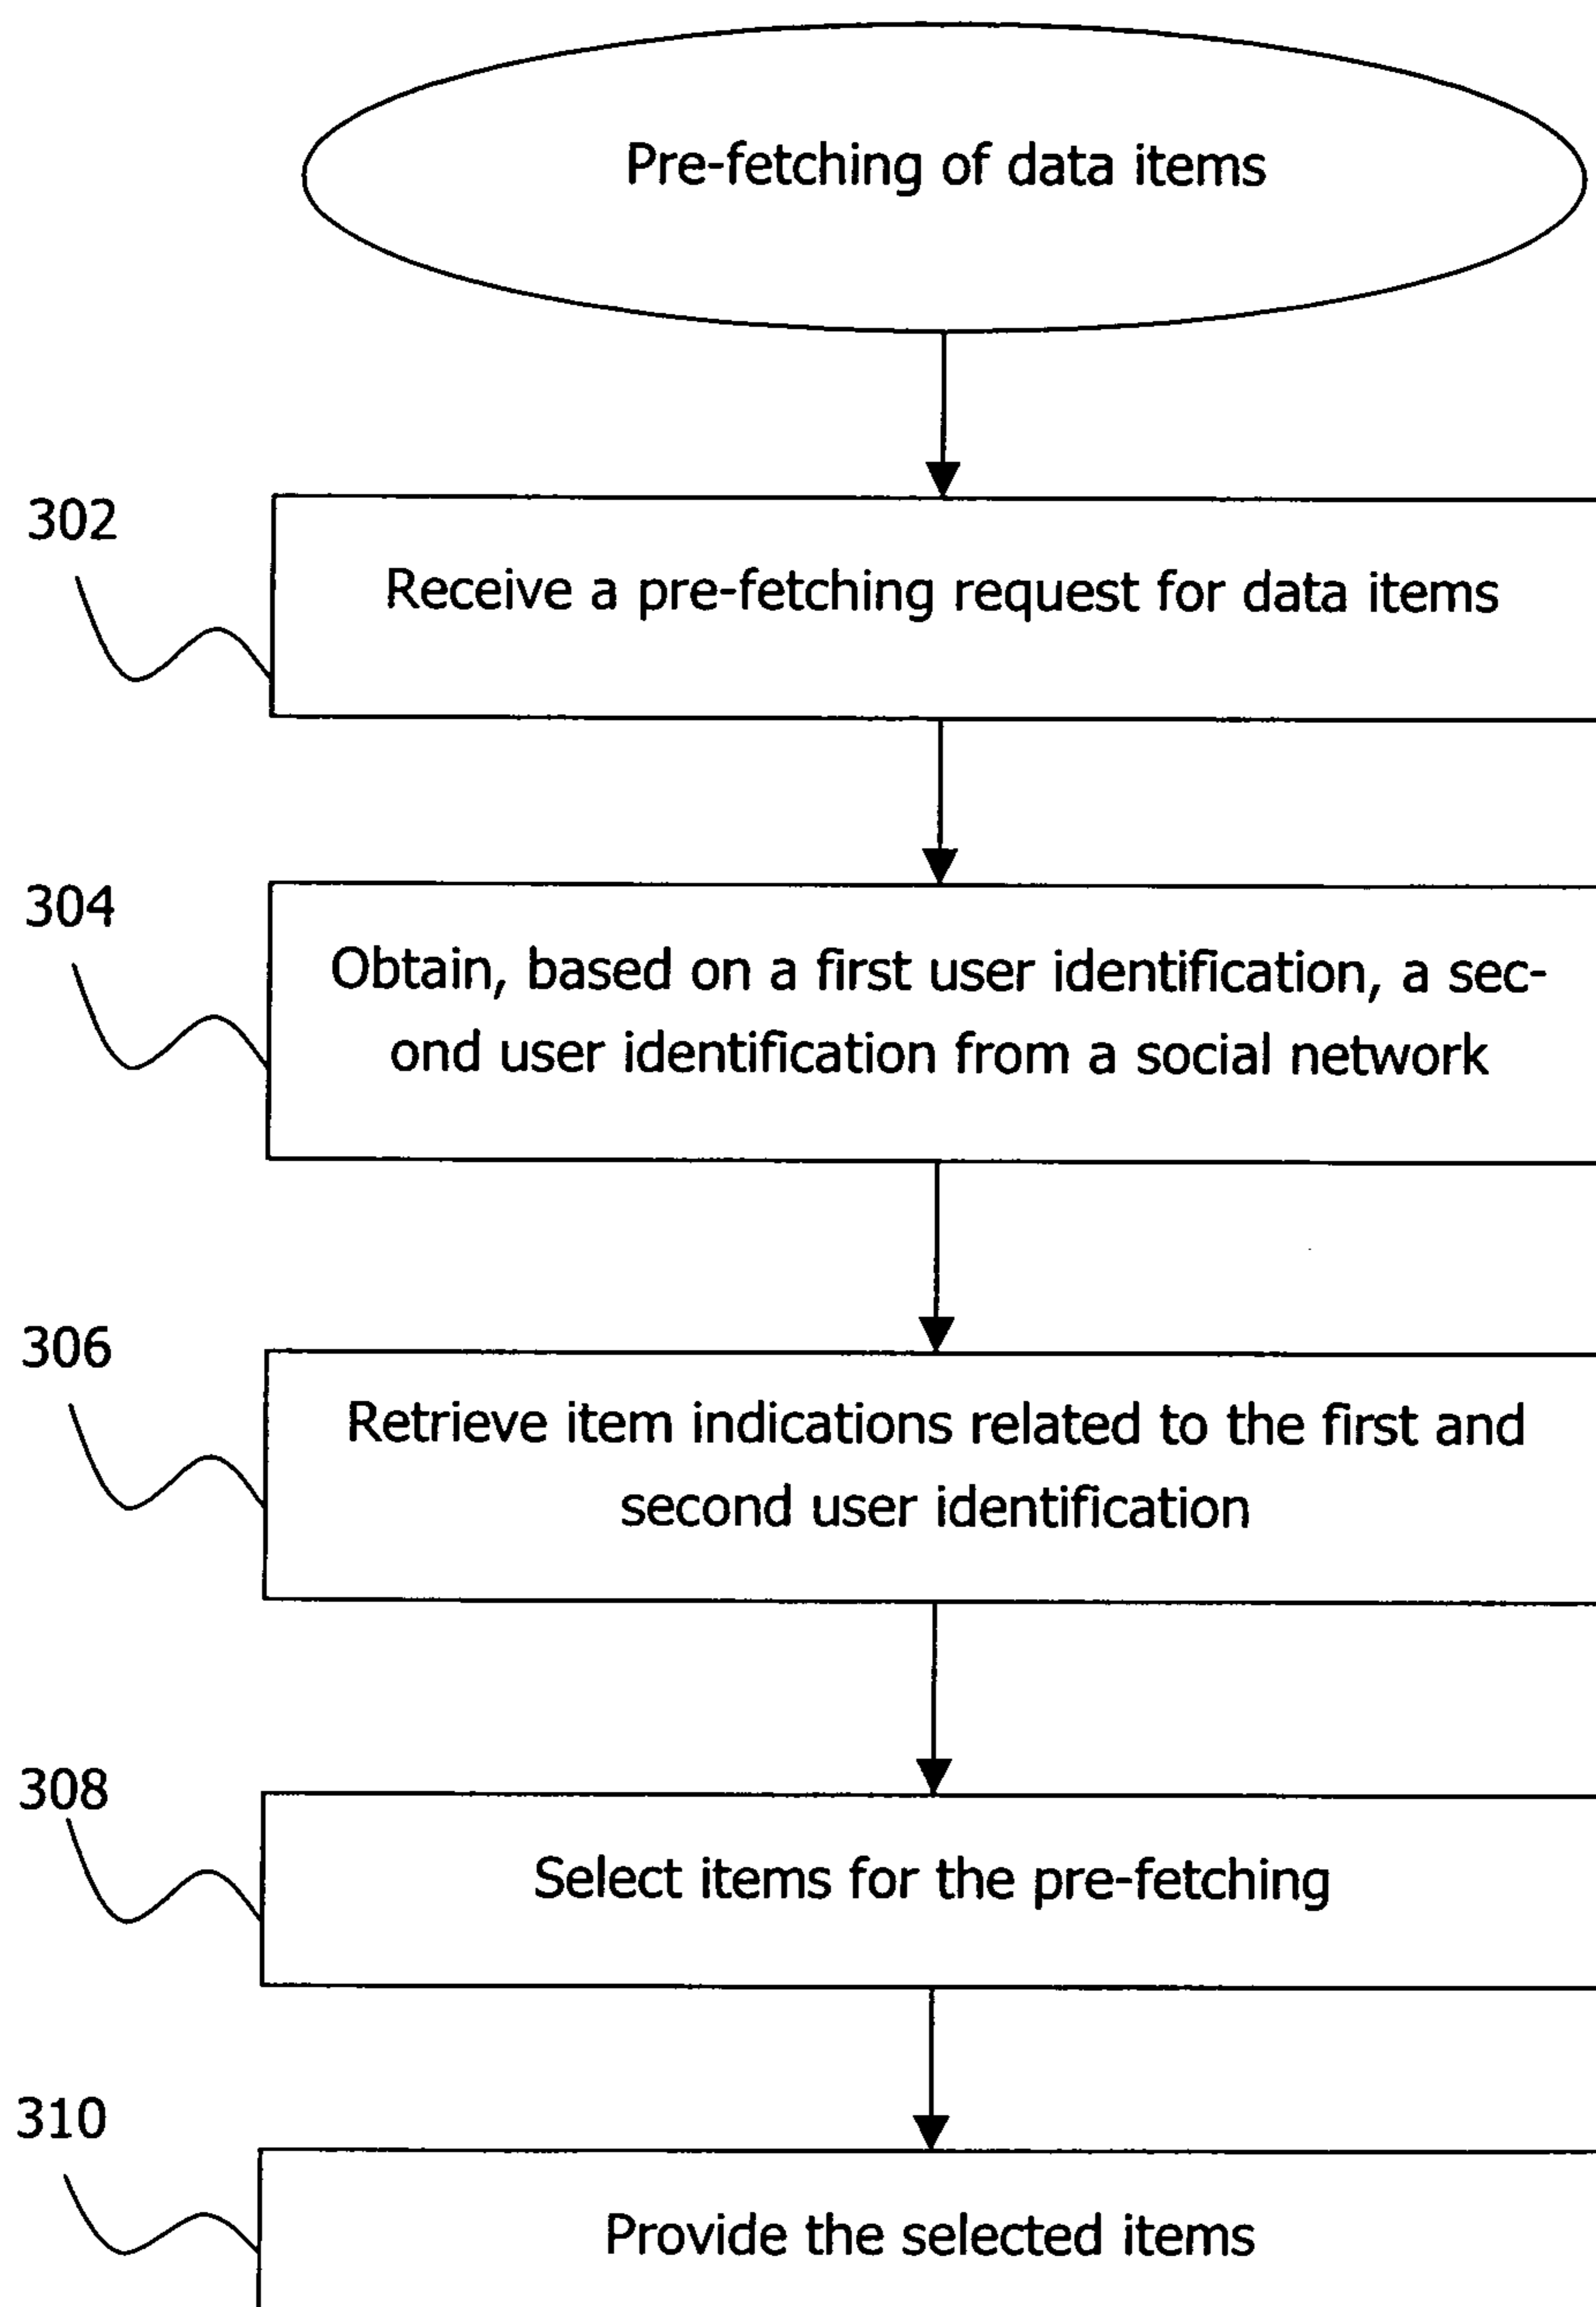 Pre-fetching of data items
302
Receive a pre-fetching request for data items
304
Obtain, based on a first user identification, a sec-
ond user identification from a social network
306
Retrieve item indications related to the first and
second user identification
308
Select items for the pre-fetching
310
Provide the selected items